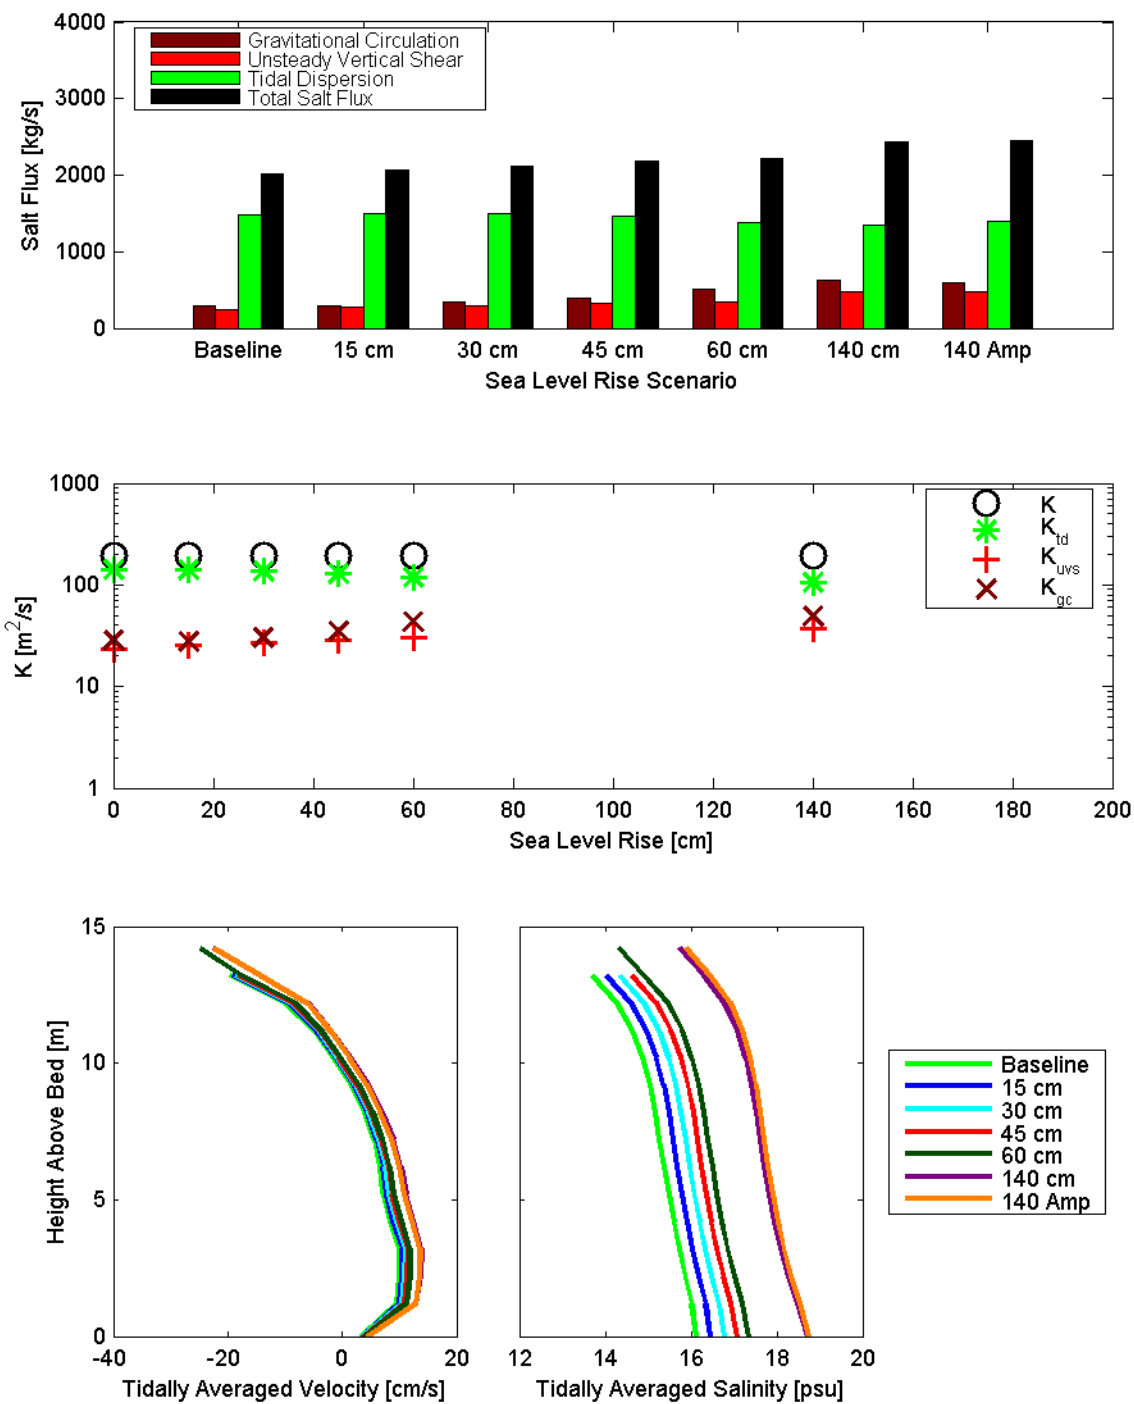 4000
3000
2000
1000
0
Salt Flux [kg/s]
Gravitational Circulation
Unsteady Vertical Shear
Tidal Dispersion
Total Salt Flux
Baseline 15 cm 30 cm 45 cm 60 cm 140 cm 140 Amp
Sea Level Rise Scenario
1000
100
10
1
K [m²/s]
K
K_td
K_uvs
K_gc
0 20 40 60 80 100 120 140 160 180 200
Sea Level Rise [cm]
15
10
5
0
Height Above Bed [m]
-40 -20 0 20
Tidally Averaged Velocity [cm/s]
12 14 16 18 20
Tidally Averaged Salinity [psu]
Baseline
15 cm
30 cm
45 cm
60 cm
140 cm
140 Amp